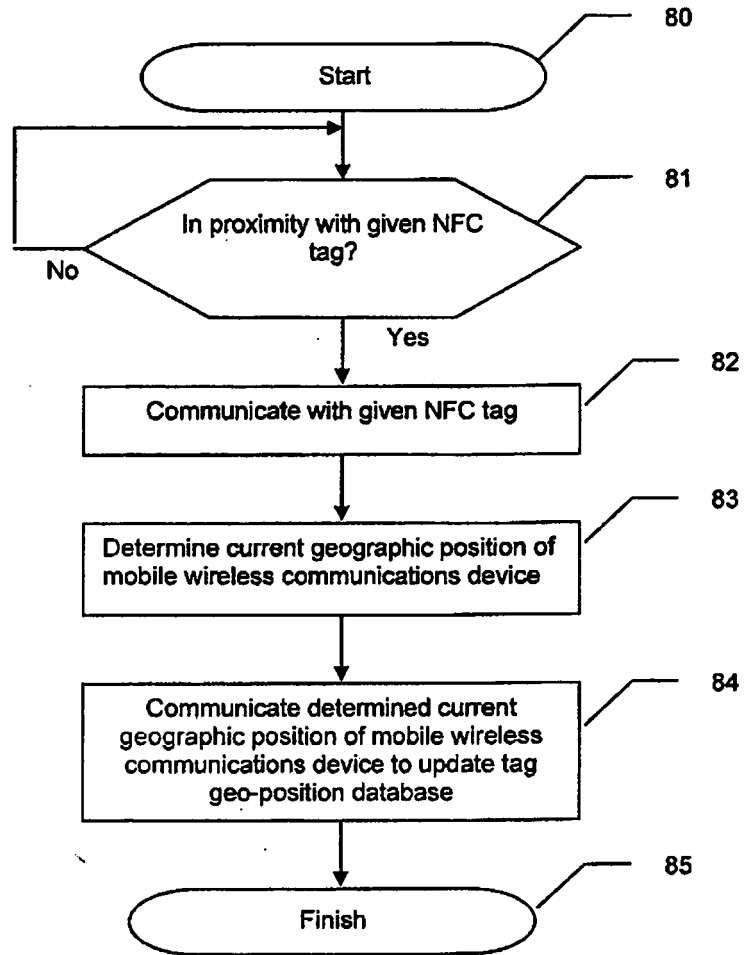 80
Start
81
In proximity with given NFC
tag?
No
Yes
82
Communicate with given NFC tag
83
Determine current geographic position of
mobile wireless communications device
84
Communicate determined current
geographic position of mobile wireless
communications device to update tag
geo-position database
85
Finish